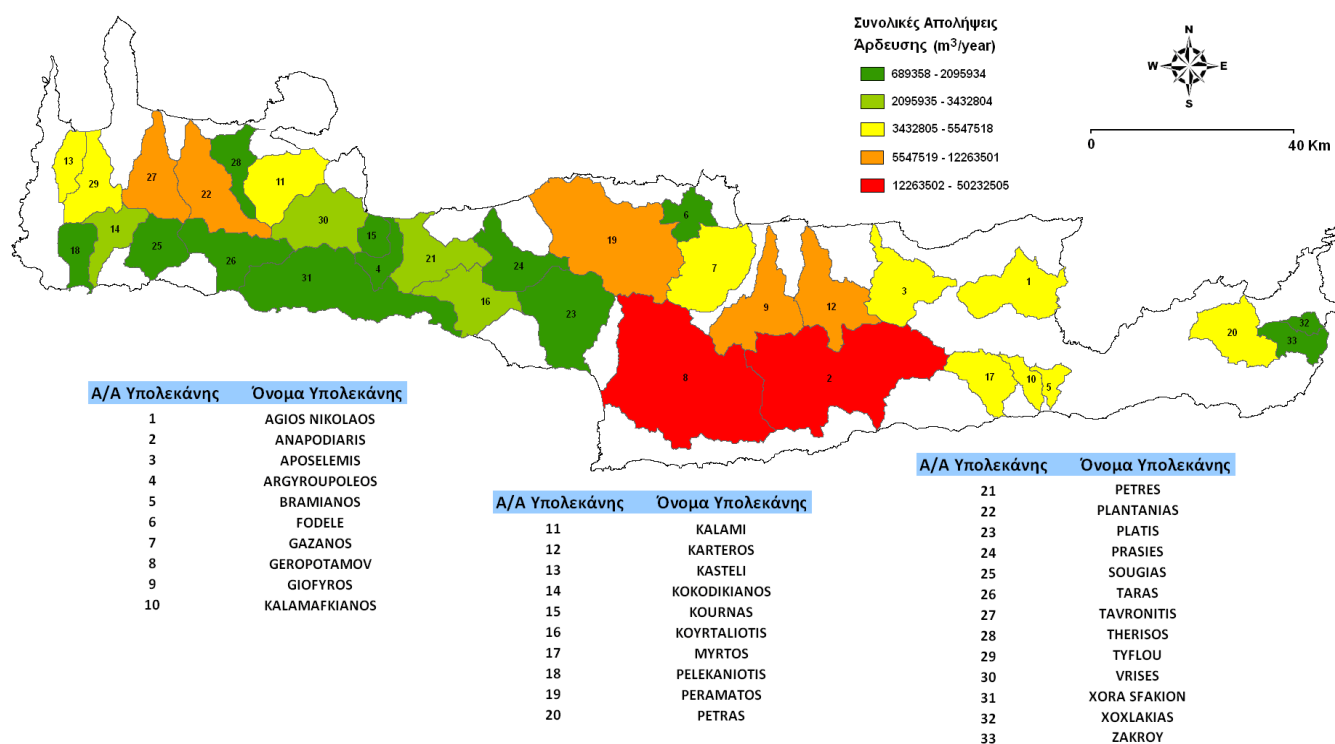 Συνολικές Απολήψεις
Άρδευσης (m³/year)
689358 - 2095934
2095935 - 3432804
3432805 - 5547518
5547519 - 12263501
12263502 - 50232505
N
W E
S
0 40 Km
13
29
27
22
28
11
30
14
18
25
26
31
15
4
21
24
16
23
19
6
7
9
12
3
1
8
2
17
10
5
20
32
33
Α/Α Υπολεκάνης Όνομα Υπολεκάνης
1 AGIOS NIKOLAOS
2 ANAPODIARIS
3 APOSELEMIS
4 ARGYROUPOLEOS
5 BRAMIANOS
6 FODELE
7 GAZANOS
8 GEROPOTAMOV
9 GIOFYROS
10 KALAMAFKIANOS
Α/Α Υπολεκάνης Όνομα Υπολεκάνης
11 KALAMI
12 KARTEROS
13 KASTELI
14 KOKODIKIANOS
15 KOURNAS
16 KOYRTALIOTIS
17 MYRTOS
18 PELEKANIOTIS
19 PERAMATOS
20 PETRAS
Α/Α Υπολεκάνης Όνομα Υπολεκάνης
21 PETRES
22 PLANTANIAS
23 PLATIS
24 PRASIES
25 SOUGIAS
26 TARAS
27 TAVRONITIS
28 THERISOS
29 TYFLOU
30 VRISES
31 XORA SFAKION
32 XOXLAKIAS
33 ZAKROY